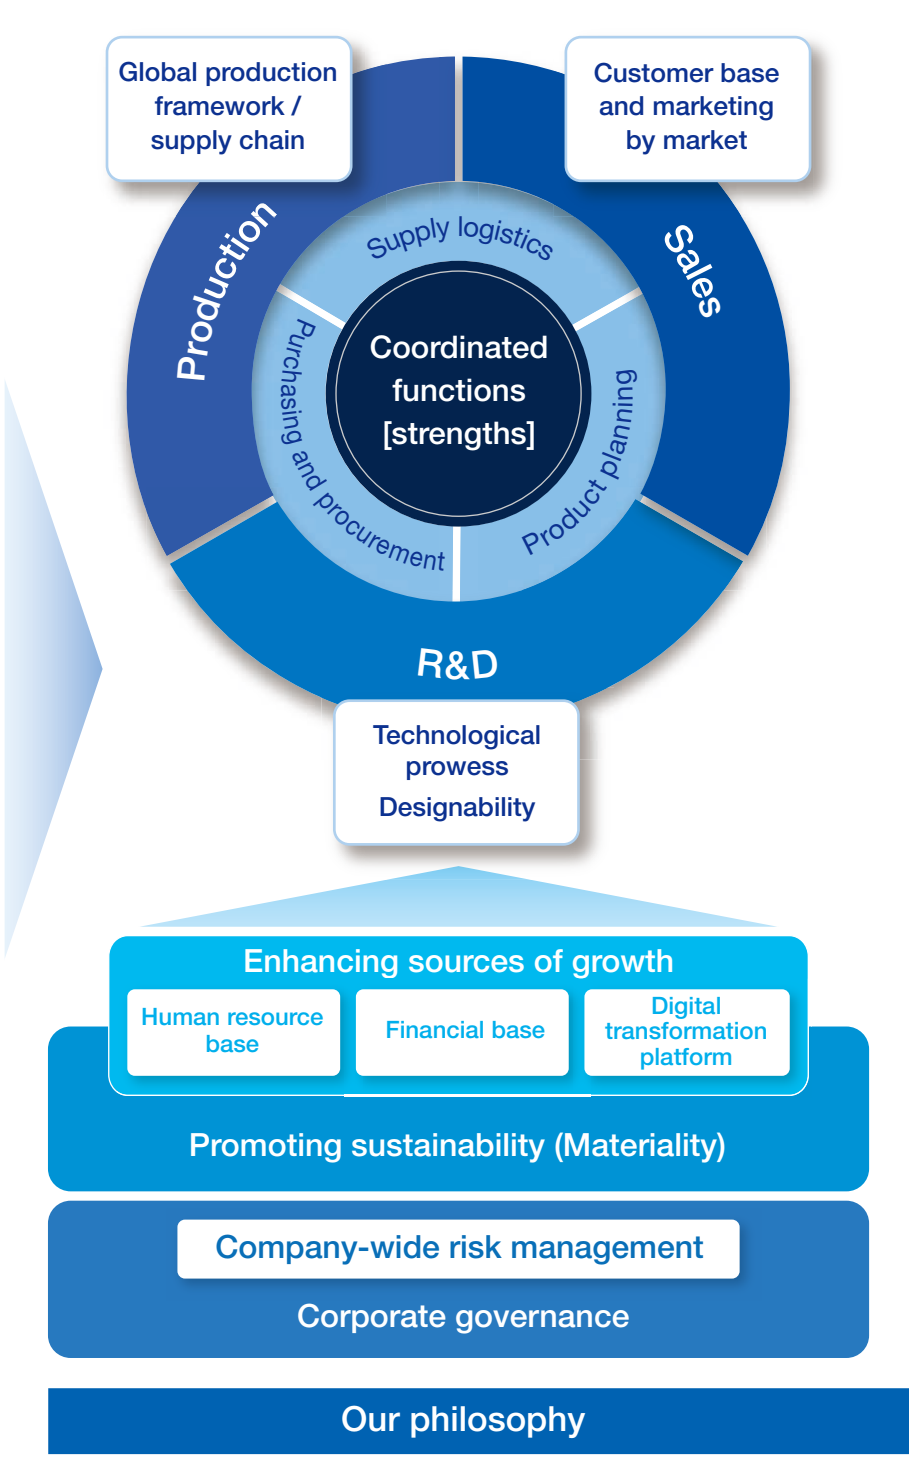 Global production
framework /
supply chain
Customer base
and marketing
by market
Production
Supply logistics
Sales
Purchasing and procurement
Coordinated
functions
[strengths]
Product planning
R&D
Technological
prowess
Designability
Enhancing sources of growth
Human resource
base
Financial base
Digital
transformation
platform
Promoting sustainability (Materiality)
Company-wide risk management
Corporate governance
Our philosophy